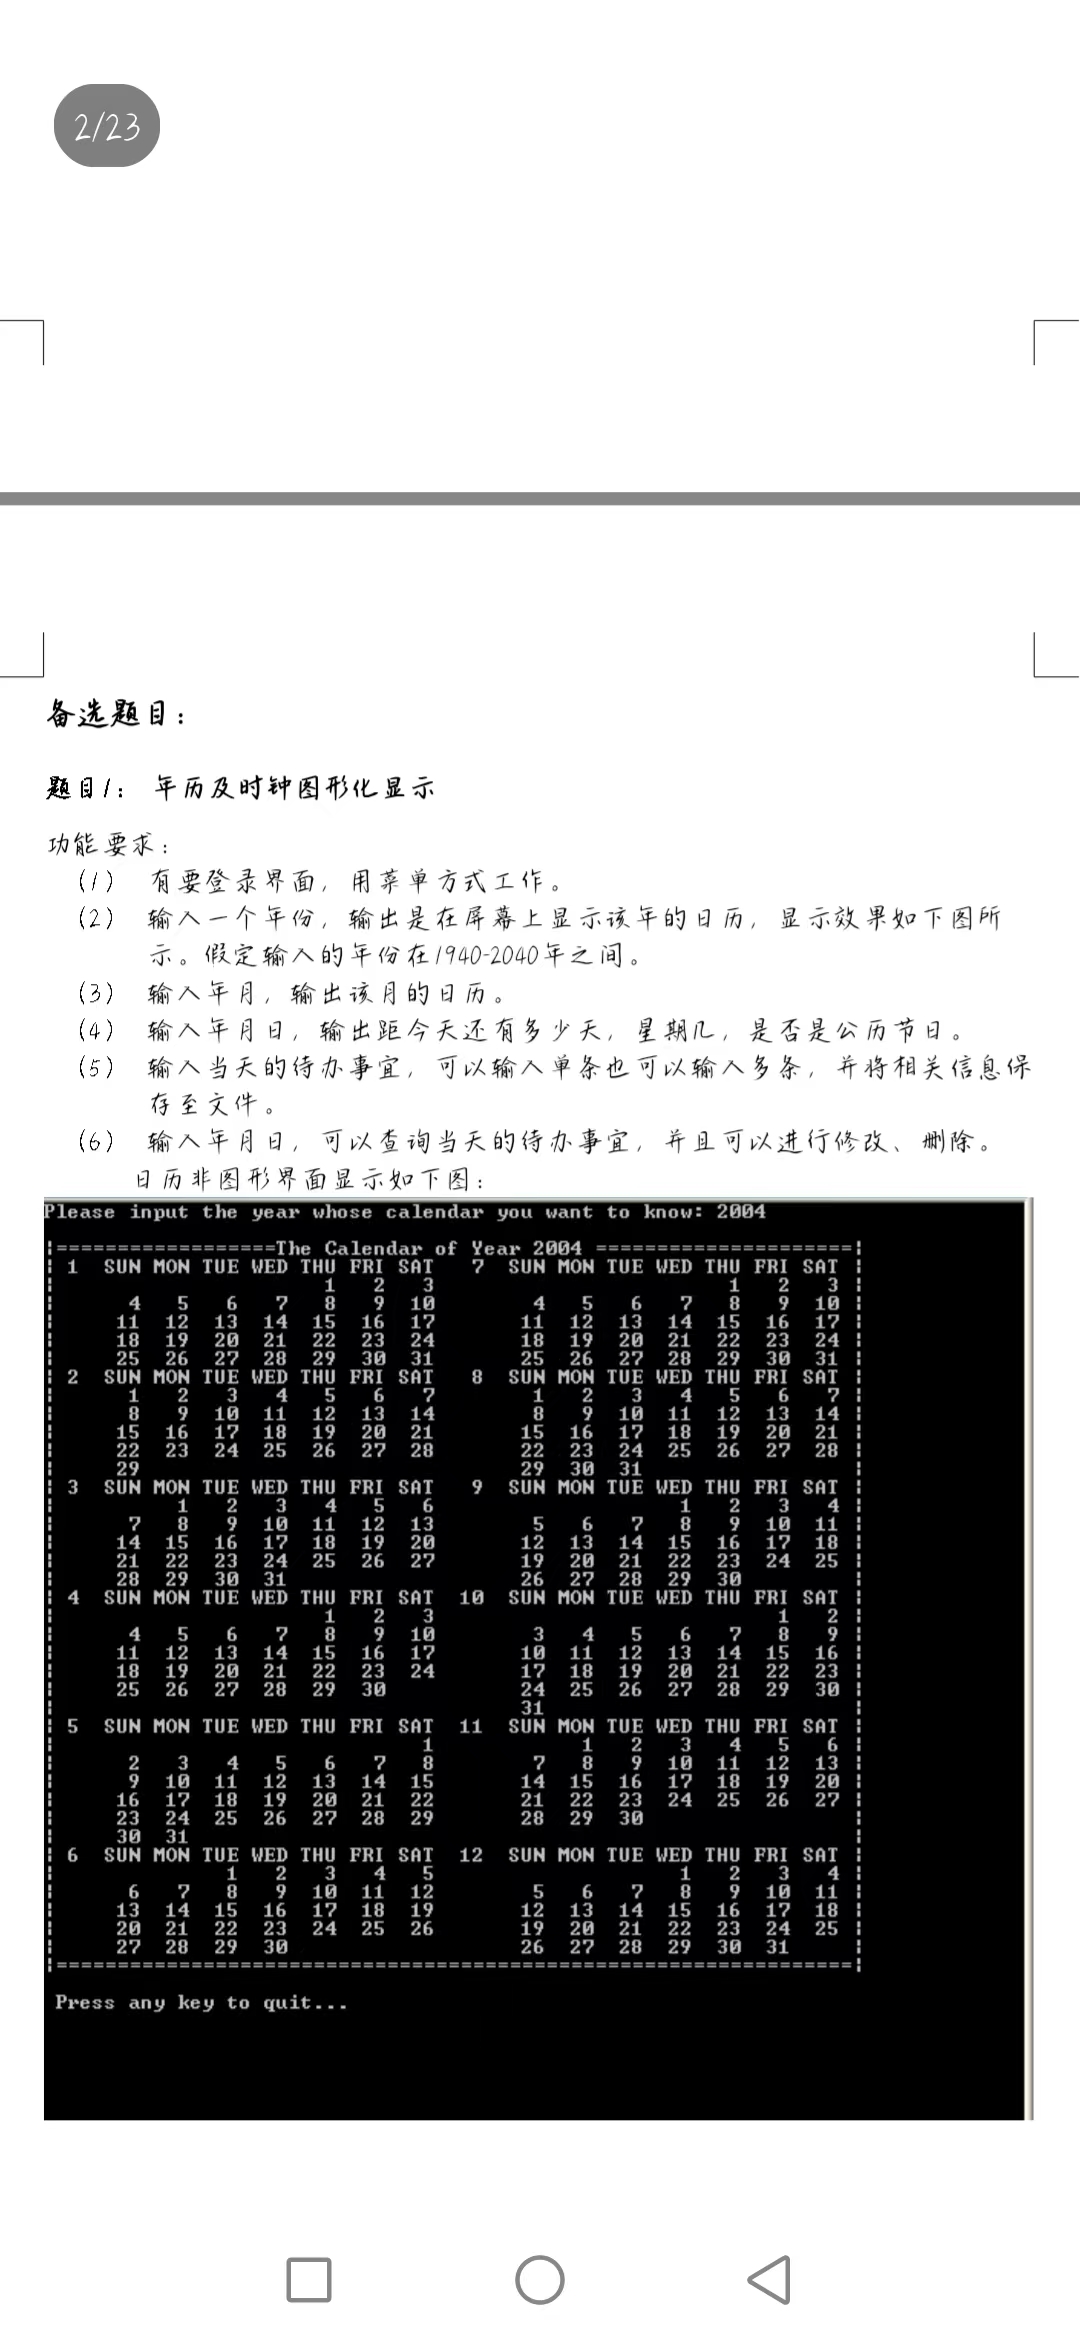 2/23
备选题目：
题目1： 年历及时钟图形化显示
功能要求：
（1） 有要登录界面，用菜单方式工作。
（2） 输入一个年份，输出是在屏幕上显示该年的日历，显示效果如下图所
示。假定输入的年份在1940-2040年之间。
（3） 输入年月，输出该月的日历。
（4） 输入年月日，输出距今天还有多少天，星期几，是否是公历节日。
（5） 输入当天的待办事宜，可以输入单条也可以输入多条，并将相关信息保
存至文件。
（6） 输入年月日，可以查询当天的待办事宜，并且可以进行修改、删除。
日历非图形界面显示如下图：
Please input the year whose calendar you want to know: 2004
|==================The Calendar of Year 2004 =====================|
| 1 SUN MON TUE WED THU FRI SAT 7 SUN MON TUE WED THU FRI SAT |
| 1 2 3 1 2 3 |
| 4 5 6 7 8 9 10 4 5 6 7 8 9 10 |
| 11 12 13 14 15 16 17 11 12 13 14 15 16 17 |
| 18 19 20 21 22 23 24 18 19 20 21 22 23 24 |
| 25 26 27 28 29 30 31 25 26 27 28 29 30 31 |
| 2 SUN MON TUE WED THU FRI SAT 8 SUN MON TUE WED THU FRI SAT |
| 1 2 3 4 5 6 7 1 2 3 4 5 6 7 |
| 8 9 10 11 12 13 14 8 9 10 11 12 13 14 |
| 15 16 17 18 19 20 21 15 16 17 18 19 20 21 |
| 22 23 24 25 26 27 28 22 23 24 25 26 27 28 |
| 29 29 30 31 |
| 3 SUN MON TUE WED THU FRI SAT 9 SUN MON TUE WED THU FRI SAT |
| 1 2 3 4 5 6 1 2 3 4 |
| 7 8 9 10 11 12 13 5 6 7 8 9 10 11 |
| 14 15 16 17 18 19 20 12 13 14 15 16 17 18 |
| 21 22 23 24 25 26 27 19 20 21 22 23 24 25 |
| 28 29 30 31 26 27 28 29 30 |
| 4 SUN MON TUE WED THU FRI SAT 10 SUN MON TUE WED THU FRI SAT |
| 1 2 3 1 2 |
| 4 5 6 7 8 9 10 3 4 5 6 7 8 9 |
| 11 12 13 14 15 16 17 10 11 12 13 14 15 16 |
| 18 19 20 21 22 23 24 17 18 19 20 21 22 23 |
| 25 26 27 28 29 30 24 25 26 27 28 29 30 |
| 31 |
| 5 SUN MON TUE WED THU FRI SAT 11 SUN MON TUE WED THU FRI SAT |
| 1 1 2 3 4 5 6 |
| 2 3 4 5 6 7 8 7 8 9 10 11 12 13 |
| 9 10 11 12 13 14 15 14 15 16 17 18 19 20 |
| 16 17 18 19 20 21 22 21 22 23 24 25 26 27 |
| 23 24 25 26 27 28 29 28 29 30 |
| 30 31 |
| 6 SUN MON TUE WED THU FRI SAT 12 SUN MON TUE WED THU FRI SAT |
| 1 2 3 4 5 1 2 3 4 |
| 6 7 8 9 10 11 12 5 6 7 8 9 10 11 |
| 13 14 15 16 17 18 19 12 13 14 15 16 17 18 |
| 20 21 22 23 24 25 26 19 20 21 22 23 24 25 |
| 27 28 29 30 26 27 28 29 30 31 |
|=================================================================|
Press any key to quit...